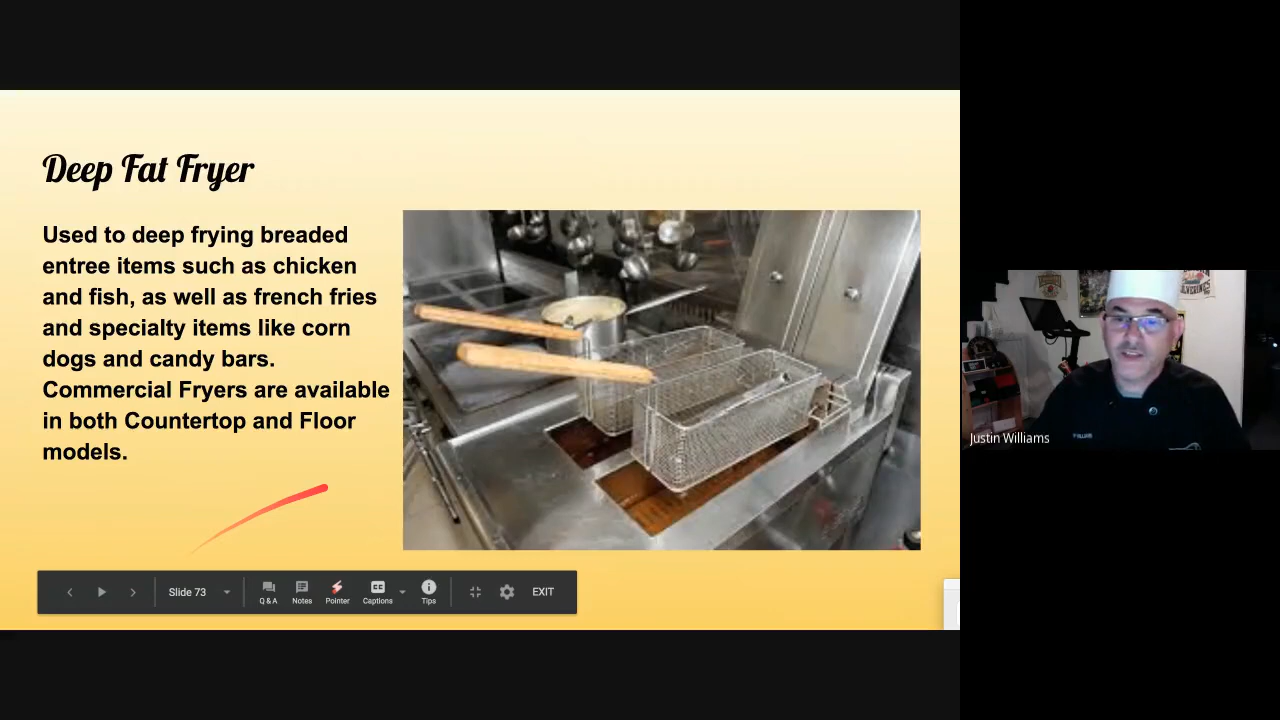 Deep Fat Fryer
Used to deep frying breaded
entree items such as chicken
and fish, as well as french fries
and specialty items like corn
dogs and candy bars.
Commercial Fryers are available
in both Countertop and Floor
models.
Slide 73
Q & A
Notes
Pointer
CC
Captions
Tips
EXIT
Justin Williams